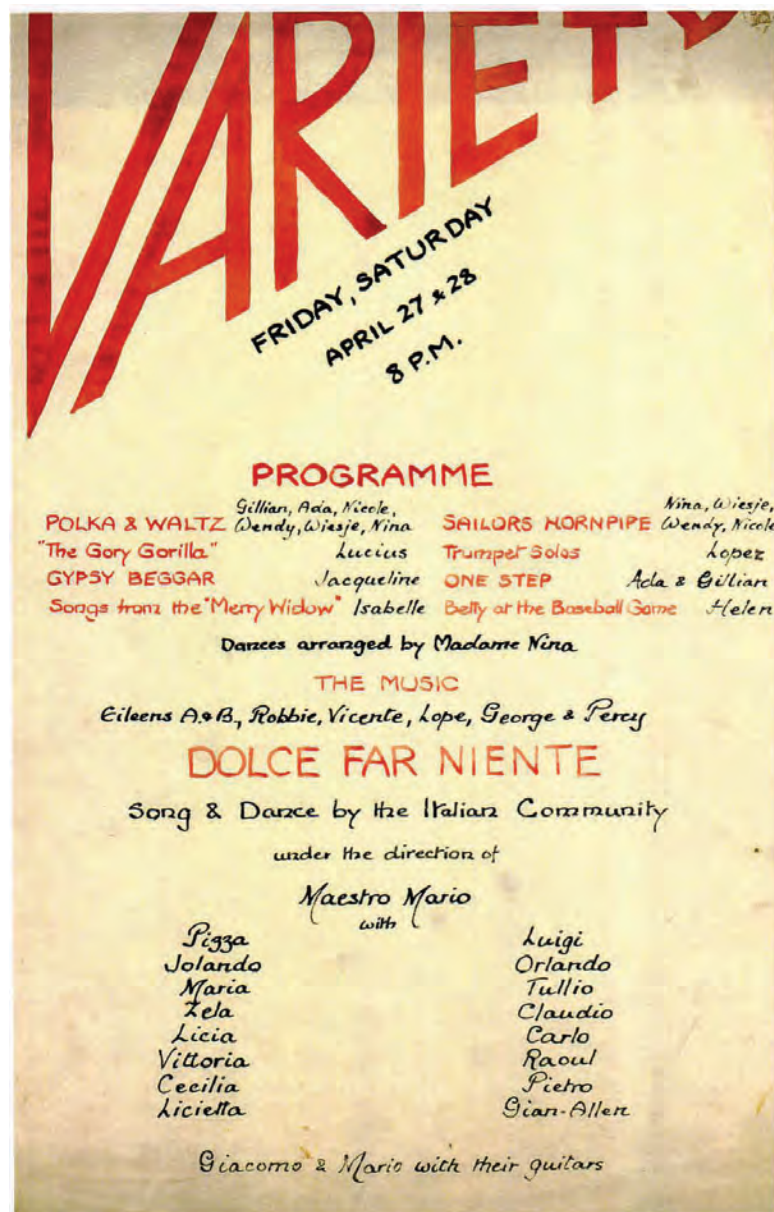 VARIETY
FRIDAY, SATURDAY
APRIL 27 & 28
8 P.M.
PROGRAMME
POLKA & WALTZ Gillian, Ada, Nicole,
Wendy, Wiesje, Nina
"The Gory Gorilla" Lucius
GYPSY BEGGAR Jacqueline
Songs from the "Merry Widow" Isabelle
SAILORS HORNPIPE Nina, Wiesje,
Wendy, Nicole
Trumpet Solos Lopez
ONE STEP Ada & Gillian
Betty at the Baseball Game Helen
Dances arranged by Madame Nina
THE MUSIC
Eileens A. & B., Robbie, Vicente, Lope, George & Percy
DOLCE FAR NIENTE
Song & Dance by the Italian Community
under the direction of
Maestro Mario
with
Pizza Luigi
Jolando Orlando
Maria Tullio
Zela Claudio
Licia Carlo
Vittoria Raoul
Cecilia Pietro
Licietta Gian-Allen
Giacomo & Mario with their guitars